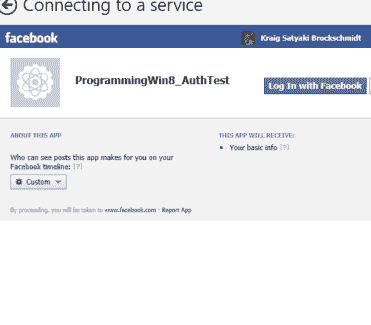 Connecting to a service
facebook
Kraig Satyaki Brockschmidt
ProgrammingWin8_AuthTest
Log In with Facebook
ABOUT THIS APP
Who can see posts this app makes for you on your
Facebook timeline: [?]
Custom
THIS APP WILL RECEIVE:
• Your basic info [?]
By proceeding, you will be taken to www.facebook.com · Report App